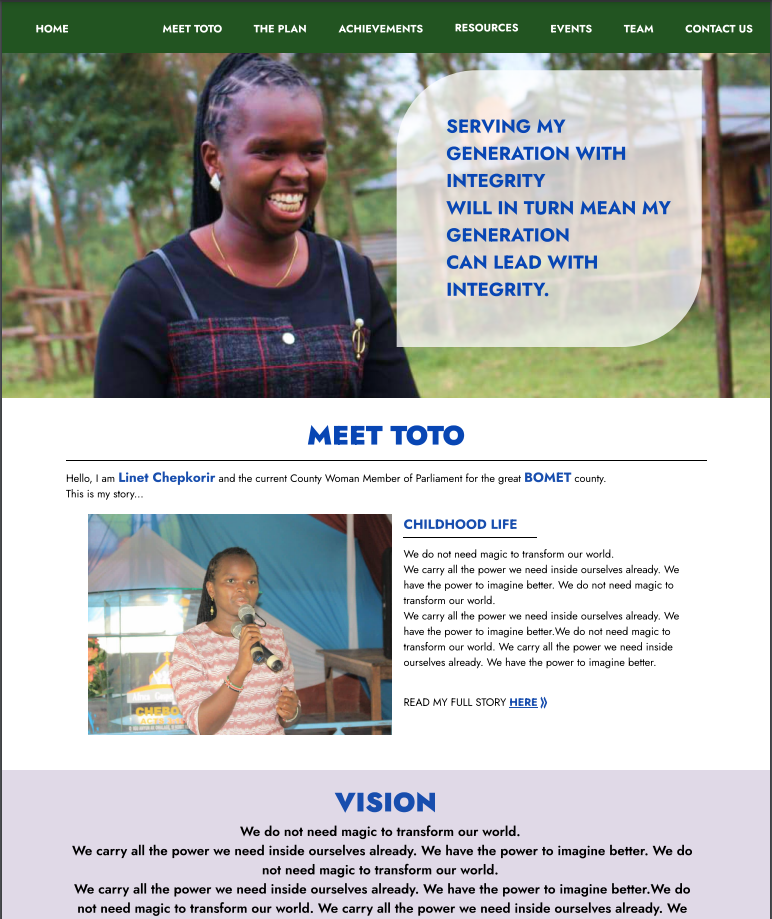 HOME MEET TOTO THE PLAN ACHIEVEMENTS RESOURCES EVENTS TEAM CONTACT US
SERVING MY
GENERATION WITH
INTEGRITY
WILL IN TURN MEAN MY
GENERATION
CAN LEAD WITH
INTEGRITY.
MEET TOTO
Hello, I am Linet Chepkorir and the current County Woman Member of Parliament for the great BOMET county.
This is my story...
CHILDHOOD LIFE
We do not need magic to transform our world.
We carry all the power we need inside ourselves already. We
have the power to imagine better. We do not need magic to
transform our world.
We carry all the power we need inside ourselves already. We
have the power to imagine better.We do not need magic to
transform our world. We carry all the power we need inside
ourselves already. We have the power to imagine better.
READ MY FULL STORY HERE ⟫
VISION
We do not need magic to transform our world.
We carry all the power we need inside ourselves already. We have the power to imagine better. We do
not need magic to transform our world.
We carry all the power we need inside ourselves already. We have the power to imagine better.We do
not need magic to transform our world. We carry all the power we need inside ourselves already. We